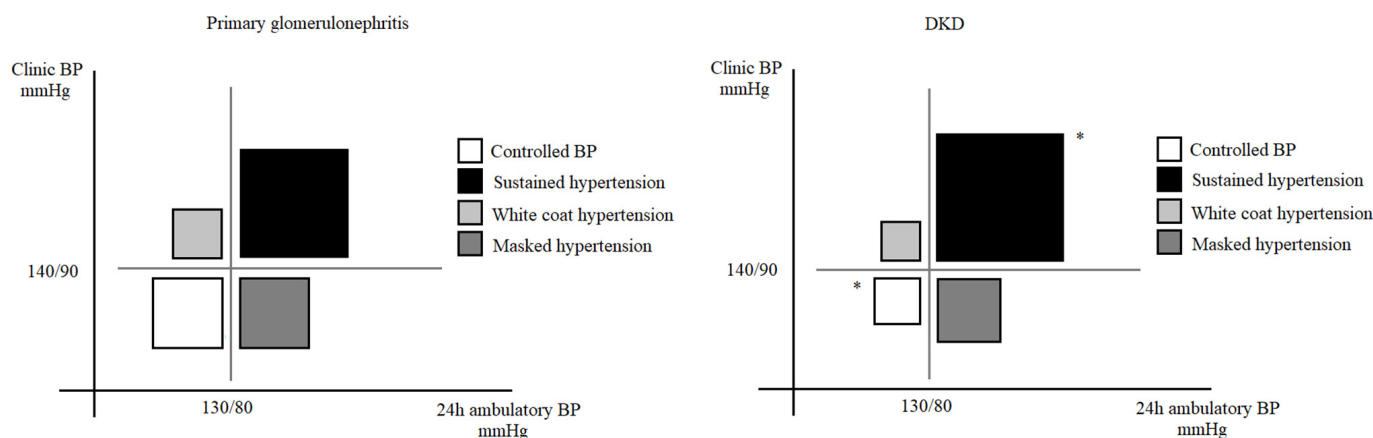 Primary glomerulonephritis
Clinic BP
mmHg
Controlled BP
Sustained hypertension
White coat hypertension
Masked hypertension
140/90
130/80
24h ambulatory BP
mmHg
DKD
Clinic BP
mmHg
*
Controlled BP
Sustained hypertension
White coat hypertension
Masked hypertension
140/90
*
130/80
24h ambulatory BP
mmHg